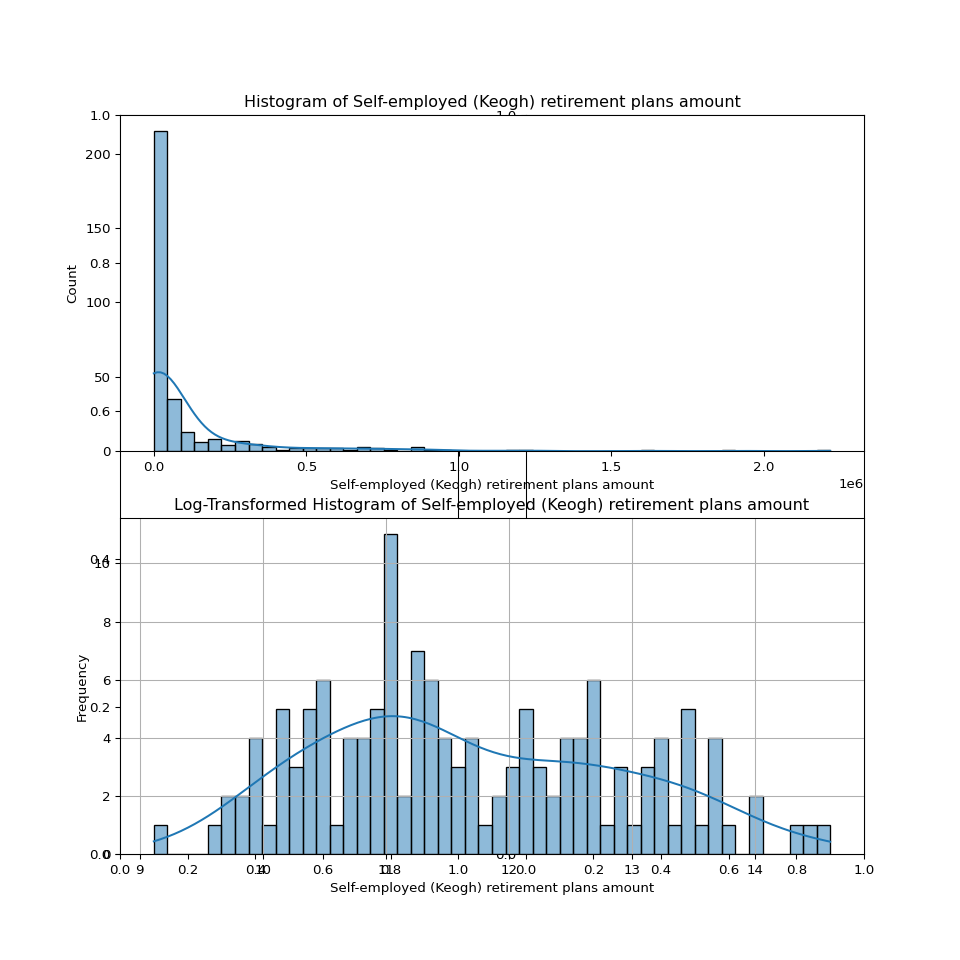 Histogram of Self-employed (Keogh) retirement plans amount
1.0
1.0
200
150
0.8
Count
100
50
0.6
0
0.0 0.5 1.0 1.5 2.0
Self-employed (Keogh) retirement plans amount
1e6
Log-Transformed Histogram of Self-employed (Keogh) retirement plans amount
0.4
10
8
Frequency
6
0.2
4
2
0.0
0
0.0 9 0.2 0.4 10 0.6 11 0.8 1.0 12 0.0 0.2 13 0.4 0.6 14 0.8 1.0
Self-employed (Keogh) retirement plans amount